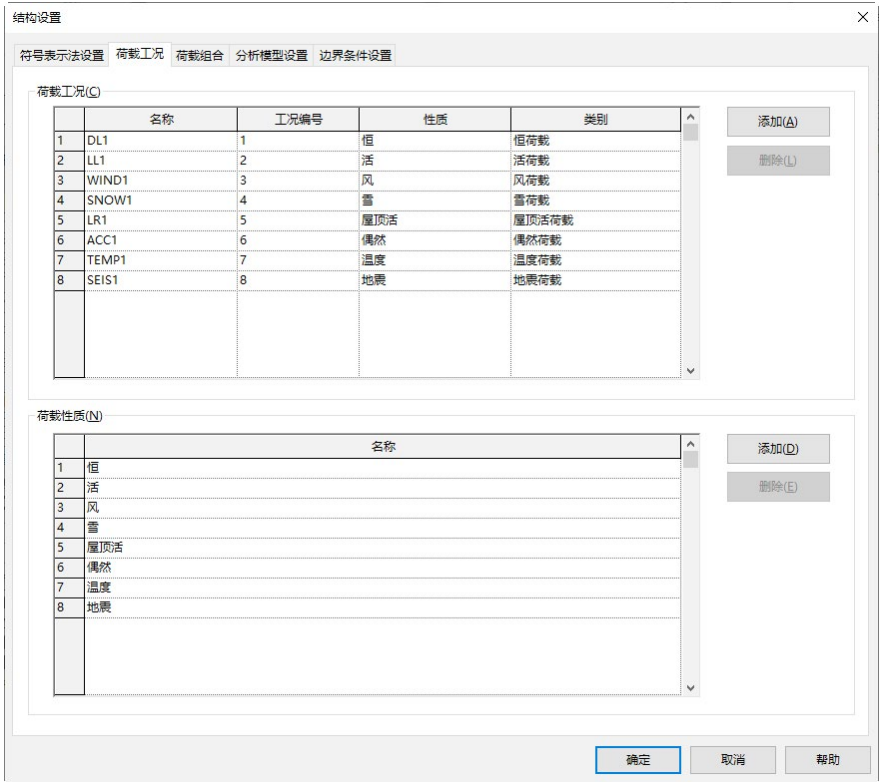 结构设置
符号表示法设置 荷载工况 荷载组合 分析模型设置 边界条件设置
荷载工况(C)
名称 工况编号 性质 类别
1 DL1 1 恒 恒荷载
2 LL1 2 活 活荷载
3 WIND1 3 风 风荷载
4 SNOW1 4 雪 雪荷载
5 LR1 5 屋顶活 屋顶活荷载
6 ACC1 6 偶然 偶然荷载
7 TEMP1 7 温度 温度荷载
8 SEIS1 8 地震 地震荷载
添加(A)
删除(L)
荷载性质(N)
名称
1 恒
2 活
3 风
4 雪
5 屋顶活
6 偶然
7 温度
8 地震
添加(D)
删除(E)
确定 取消 帮助